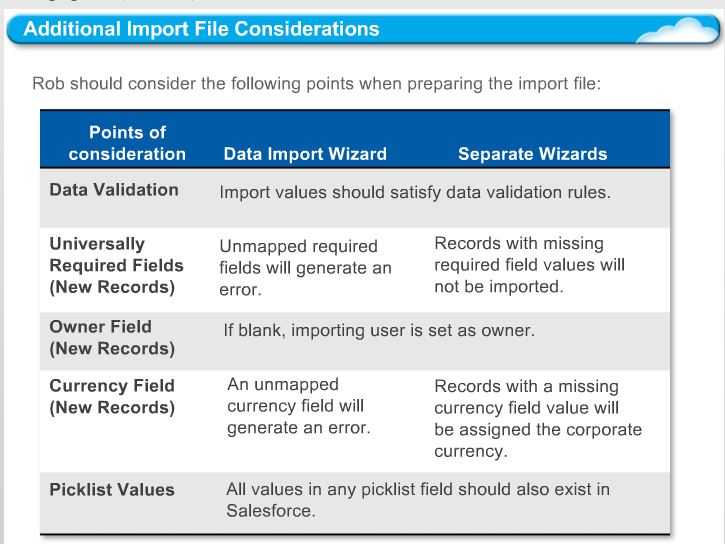 Additional Import File Considerations
Rob should consider the following points when preparing the import file:
Points of
consideration
Data Import Wizard
Separate Wizards
Data Validation
Import values should satisfy data validation rules.
Universally
Required Fields
(New Records)
Unmapped required
fields will generate an
error.
Records with missing
required field values will
not be imported.
Owner Field
(New Records)
If blank, importing user is set as owner.
Currency Field
(New Records)
An unmapped
currency field will
generate an error.
Records with a missing
currency field value will
be assigned the corporate
currency.
Picklist Values
All values in any picklist field should also exist in
Salesforce.